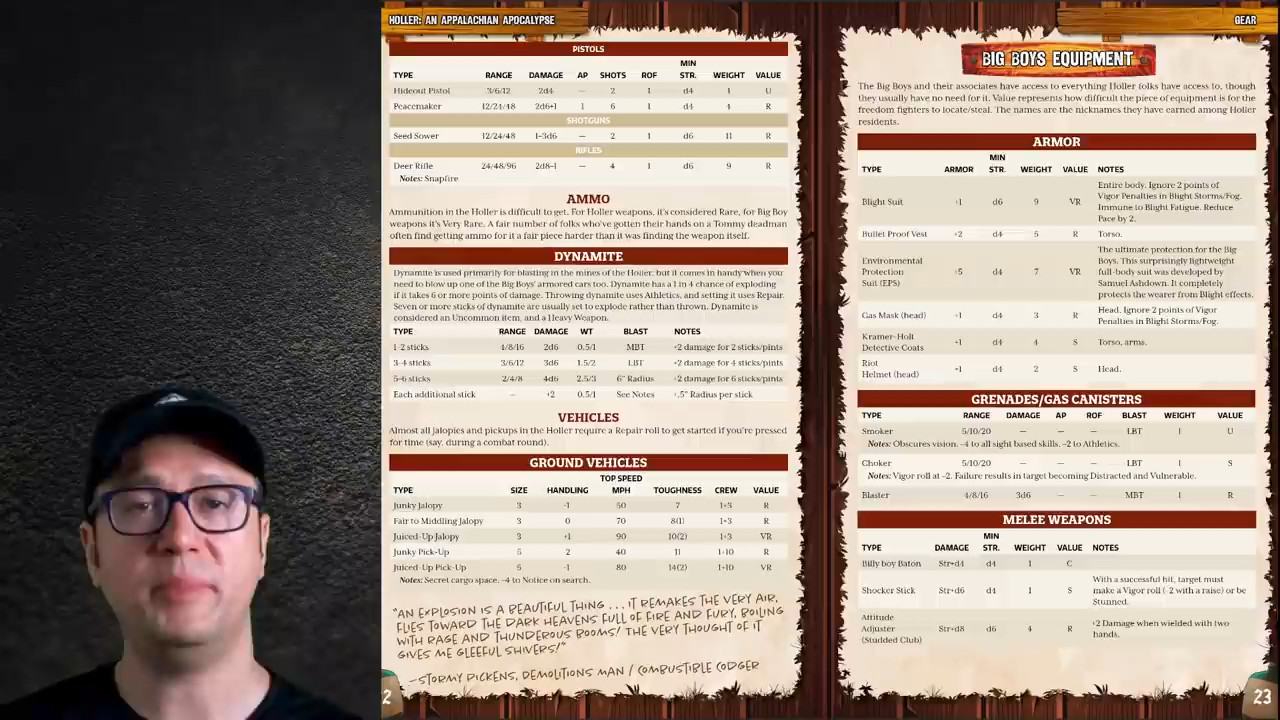 HOLLER: AN APPALACHIAN APOCALYPSE
PISTOLS
TYPE RANGE DAMAGE AP SHOTS ROF MIN STR. WEIGHT VALUE
Hideout Pistol 3/6/12 2d4 — 2 1 d4 1 U
Peacemaker 12/24/48 2d6+1 1 6 1 d4 4 R
SHOTGUNS
Seed Sower 12/24/48 1–3d6 — 2 1 d6 11 R
RIFLES
Deer Rifle 24/48/96 2d8–1 — 4 1 d6 9 R
Notes: Snapfire
AMMO
Ammunition in the Holler is difficult to get. For Holler weapons, it's considered Rare, for Big Boy
weapons it's Very Rare. A fair number of folks who've gotten their hands on a Tommy deadman
often find getting ammo for it a fair piece harder than it was finding the weapon itself.
DYNAMITE
Dynamite is used primarily for blasting in the mines of the Holler, but it comes in handy when you
need to blow up one of the Big Boys' armored cars too. Dynamite has a 1 in 4 chance of exploding
if it takes 6 or more points of damage. Throwing dynamite uses Athletics, and setting it uses Repair.
Seven or more sticks of dynamite are usually set to explode rather than thrown. Dynamite is
considered an Uncommon item, and a Heavy Weapon.
TYPE RANGE DAMAGE WT BLAST NOTES
1–2 sticks 4/8/16 2d6 0.5/1 MBT +2 damage for 2 sticks/pints
3–4 sticks 3/6/12 3d6 1.5/2 LBT +2 damage for 4 sticks/pints
5–6 sticks 2/4/8 4d6 2.5/3 6" Radius +2 damage for 6 sticks/pints
Each additional stick — +2 0.5/1 See Notes +.5" Radius per stick
VEHICLES
Almost all jalopies and pickups in the Holler require a Repair roll to get started if you're pressed
for time (say, during a combat round).
GROUND VEHICLES
TYPE SIZE HANDLING TOP SPEED MPH TOUGHNESS CREW VALUE
Junky Jalopy 3 -1 50 7 1+3 R
Fair to Middling Jalopy 3 0 70 8(1) 1+3 R
Juiced-Up Jalopy 3 +1 90 10(2) 1+3 VR
Junky Pick-Up 5 2 40 11 1+10 R
Juiced-Up Pick-Up 5 -1 80 14(2) 1+10 VR
Notes: Secret cargo space. –4 to Notice on search.
"AN EXPLOSION IS A BEAUTIFUL THING . . . IT REMAKES THE VERY AIR,
FLIES TOWARD THE DARK HEAVENS FULL OF FIRE AND FURY, BOILING
WITH RAGE AND THUNDEROUS BOOMS! THE VERY THOUGHT OF IT
GIVES ME GLEEFUL SHIVERS!"
—STORMY PICKENS, DEMOLITIONS MAN / COMBUSTIBLE CODGER
2
GEAR
BIG BOYS EQUIPMENT
The Big Boys and their associates have access to everything Holler folks have access to, though
they usually have no need for it. Value represents how difficult the piece of equipment is for the
freedom fighters to locate/steal. The names are the nicknames they have earned among Holler
residents.
ARMOR
TYPE ARMOR MIN STR. WEIGHT VALUE NOTES
Blight Suit +1 d6 9 VR Entire body. Ignore 2 points of
Vigor Penalties in Blight Storms/Fog.
Immune to Blight Fatigue. Reduce
Pace by 2.
Bullet Proof Vest +2 d4 5 R Torso.
Environmental Protection Suit (EPS) +5 d4 7 VR The ultimate protection for the Big
Boys. This surprisingly lightweight
full-body suit was developed by
Samuel Ashdown. It completely
protects the wearer from Blight effects.
Gas Mask (head) +1 d4 3 R Head. Ignore 2 points of Vigor
Penalties in Blight Storms/Fog.
Kramer-Holt Detective Coats +1 d4 4 S Torso, arms.
Riot Helmet (head) +1 d4 2 S Head.
GRENADES/GAS CANISTERS
TYPE RANGE DAMAGE AP ROF BLAST WEIGHT VALUE
Smoker 5/10/20 — — — LBT 1 U
Notes: Obscures vision. –4 to all sight based skills. –2 to Athletics.
Choker 5/10/20 — — — LBT 1 S
Notes: Vigor roll at –2. Failure results in target becoming Distracted and Vulnerable.
Blaster 4/8/16 3d6 — — MBT 1 R
MELEE WEAPONS
TYPE DAMAGE MIN STR. WEIGHT VALUE NOTES
Billy boy Baton Str+d4 d4 1 C
Shocker Stick Str+d6 d4 1 S With a successful hit, target must
make a Vigor roll (–2 with a raise) or be
Stunned.
Attitude Adjuster (Studded Club) Str+d8 d6 4 R +2 Damage when wielded with two
hands.
23